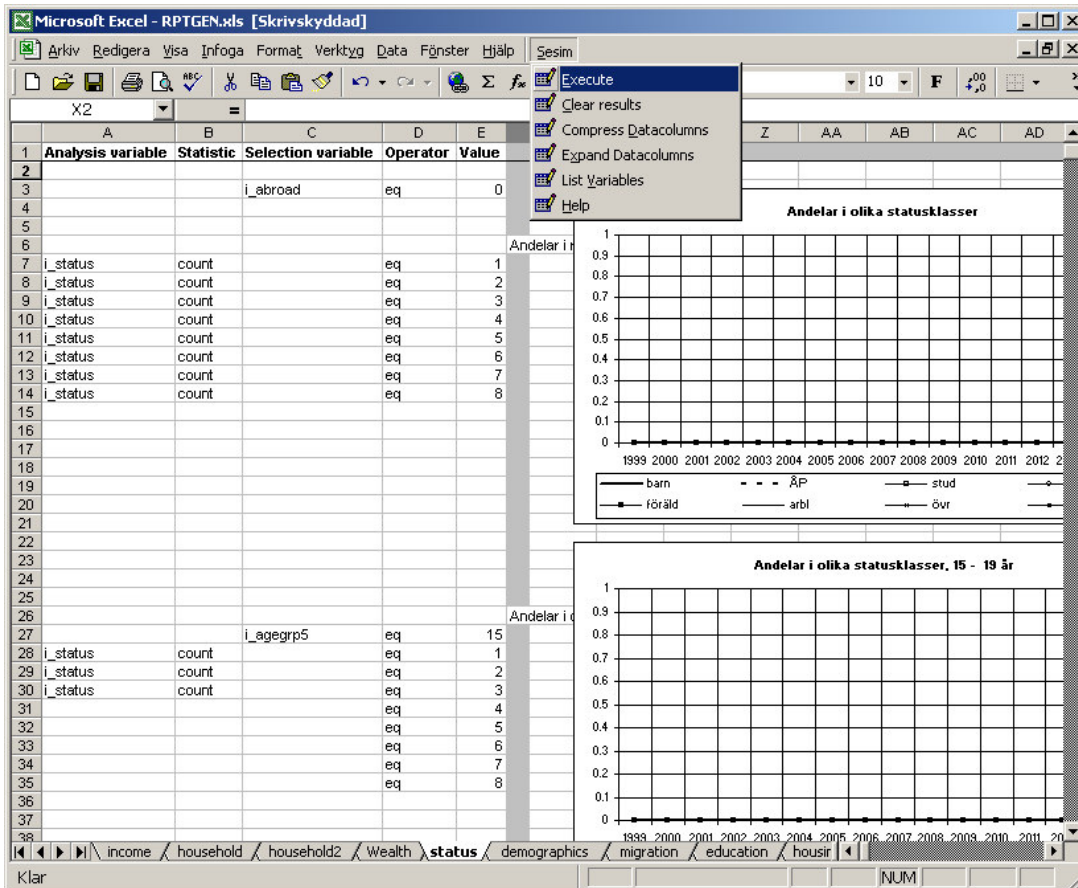 Microsoft Excel - RPTGEN.xls [Skrivskyddad]
Arkiv Redigera Visa Infoga Format Verktyg Data Fönster Hjälp Sesim
10 F
X2 =
Execute
Clear results
Compress Datacolumns
Expand Datacolumns
List Variables
Help
A B C D E Z AA AB AC AD
1 Analysis variable Statistic Selection variable Operator Value
2
3 i_abroad eq 0
4
5
6 Andelar i
7 i_status count eq 1
8 i_status count eq 2
9 i_status count eq 3
10 i_status count eq 4
11 i_status count eq 5
12 i_status count eq 6
13 i_status count eq 7
14 i_status count eq 8
15
16
17
18
19
20
21
22
23
24
25
26 Andelar i
27 i_agegrp5 eq 15
28 i_status count eq 1
29 i_status count eq 2
30 i_status count eq 3
31 eq 4
32 eq 5
33 eq 6
34 eq 7
35 eq 8
36
37
38
Andelar i olika statusklasser
1
0.9
0.8
0.7
0.6
0.5
0.4
0.3
0.2
0.1
0
1999 2000 2001 2002 2003 2004 2005 2006 2007 2008 2009 2010 2011 2012
barn ÅP stud
föräld arbl övr
Andelar i olika statusklasser, 15 - 19 år
1
0.9
0.8
0.7
0.6
0.5
0.4
0.3
0.2
0.1
0
1999 2000 2001 2002 2003 2004 2005 2006 2007 2008 2009 2010 2011
income household household2 Wealth status demographics migration education housir
Klar NUM